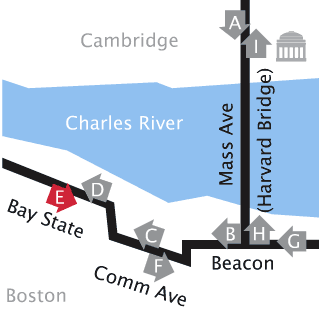 A
Cambridge
I
Charles River
Mass Ave
(Harvard Bridge)
E
D
Bay State
C
B
H
G
F
Beacon
Comm Ave
Boston